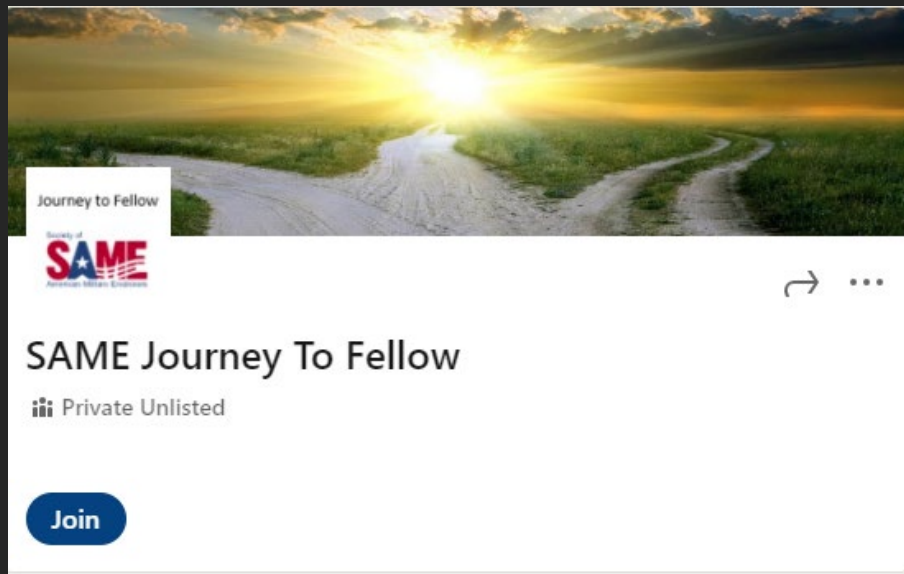 Journey to Fellow
Society of
SAME
American Military Engineers
SAME Journey To Fellow
Private Unlisted
Join